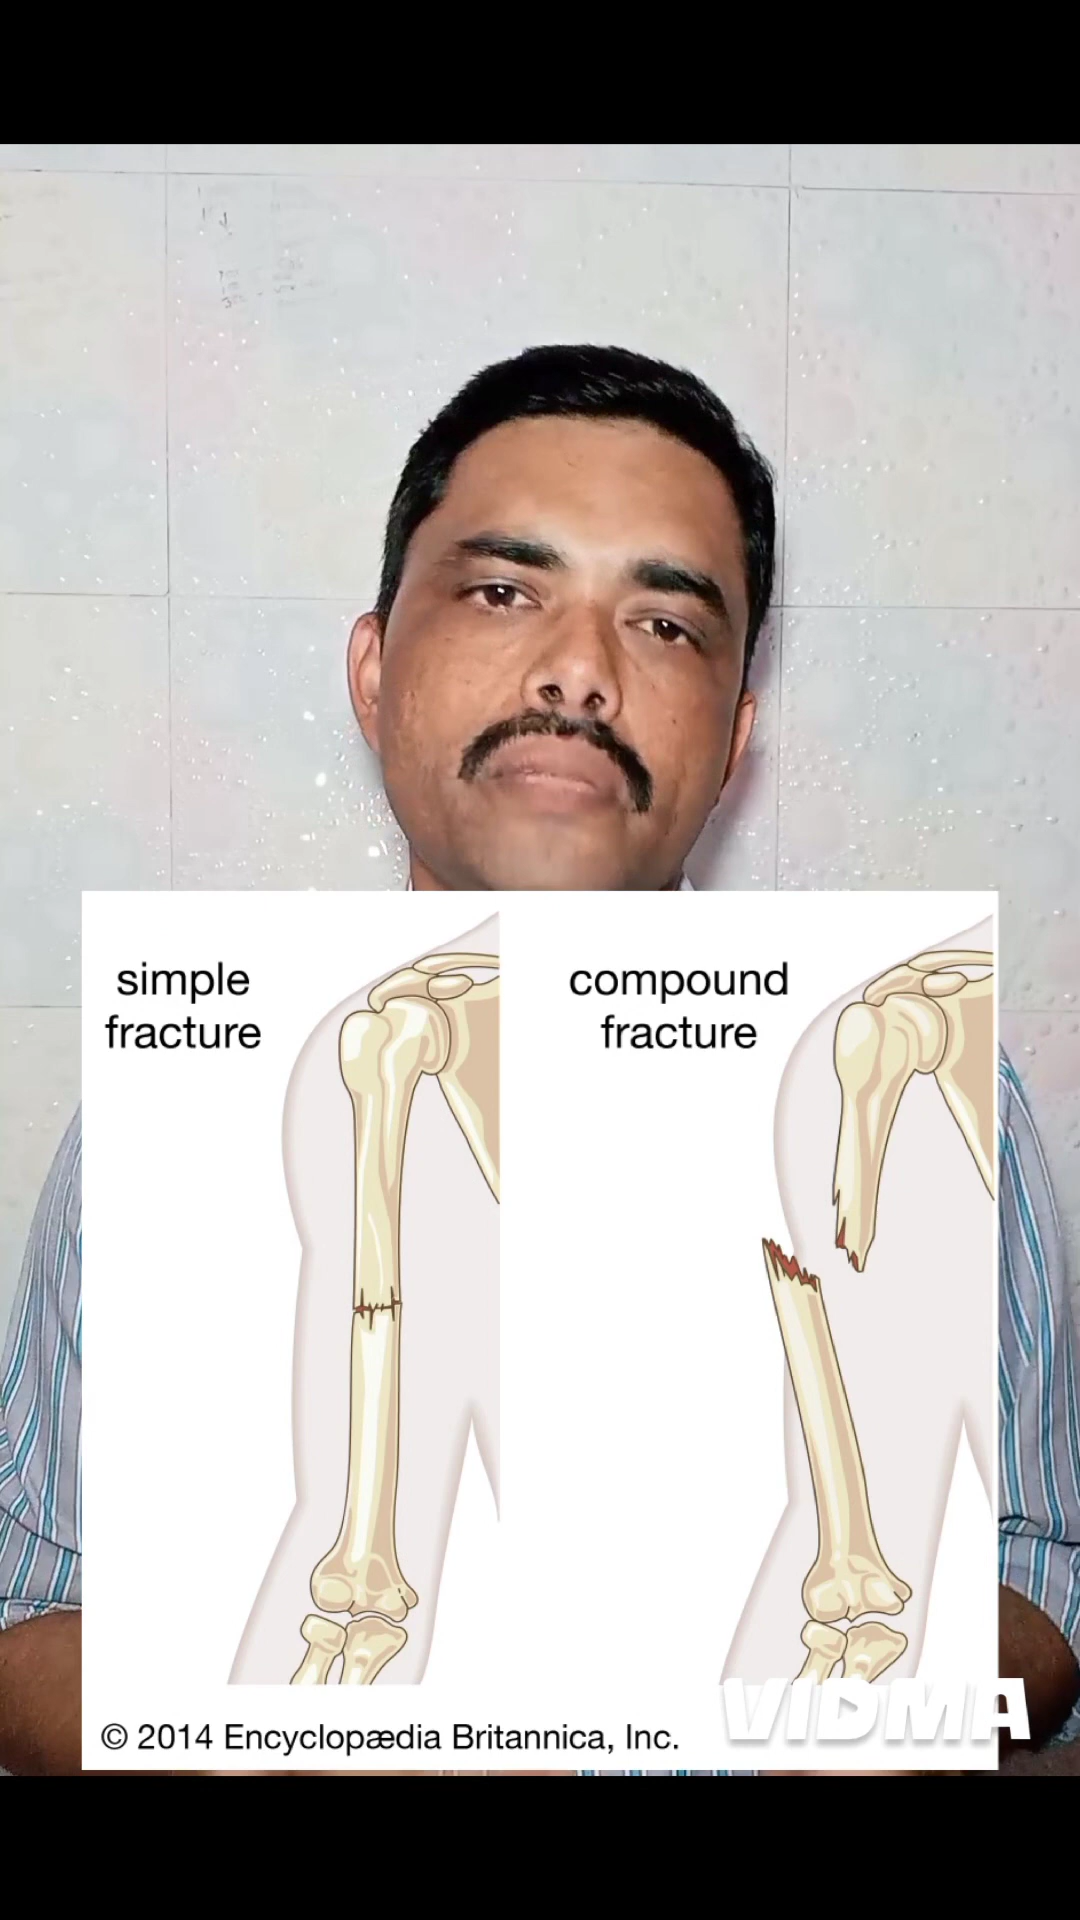 simple
fracture
compound
fracture
© 2014 Encyclopædia Britannica, Inc.
VIDMA